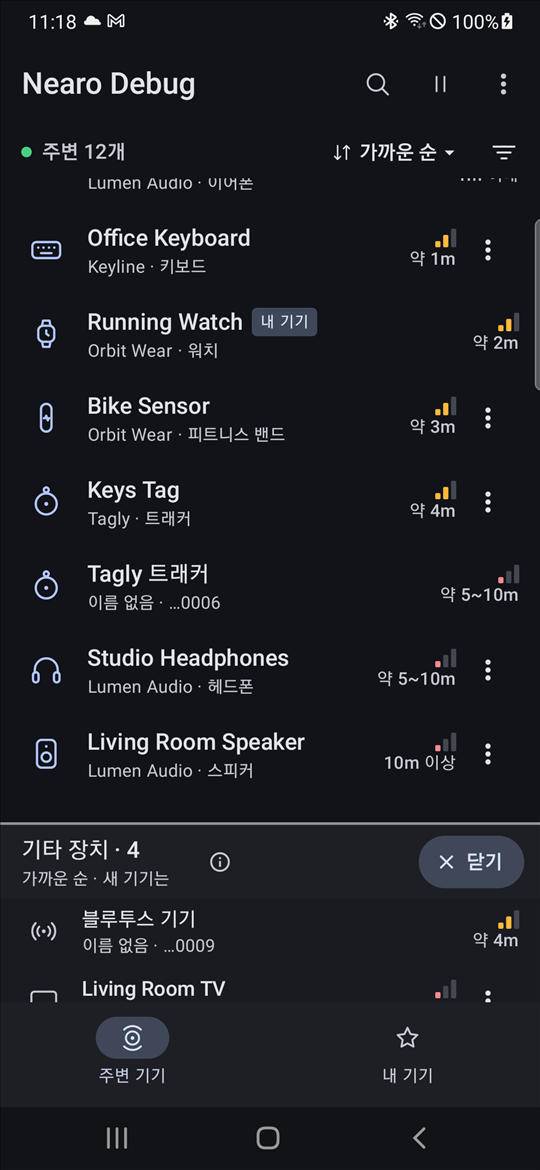 11:18
100%
Nearo Debug
주변 12개
가까운 순
Lumen Audio · 이어폰
Office Keyboard
Keyline · 키보드
약 1m
Running Watch
내 기기
Orbit Wear · 워치
약 2m
Bike Sensor
Orbit Wear · 피트니스 밴드
약 3m
Keys Tag
Tagly · 트래커
약 4m
Tagly 트래커
이름 없음 · …0006
약 5~10m
Studio Headphones
Lumen Audio · 헤드폰
약 5~10m
Living Room Speaker
Lumen Audio · 스피커
10m 이상
기타 장치 · 4
가까운 순 · 새 기기는
닫기
블루투스 기기
이름 없음 · …0009
약 4m
Living Room TV
주변 기기
내 기기